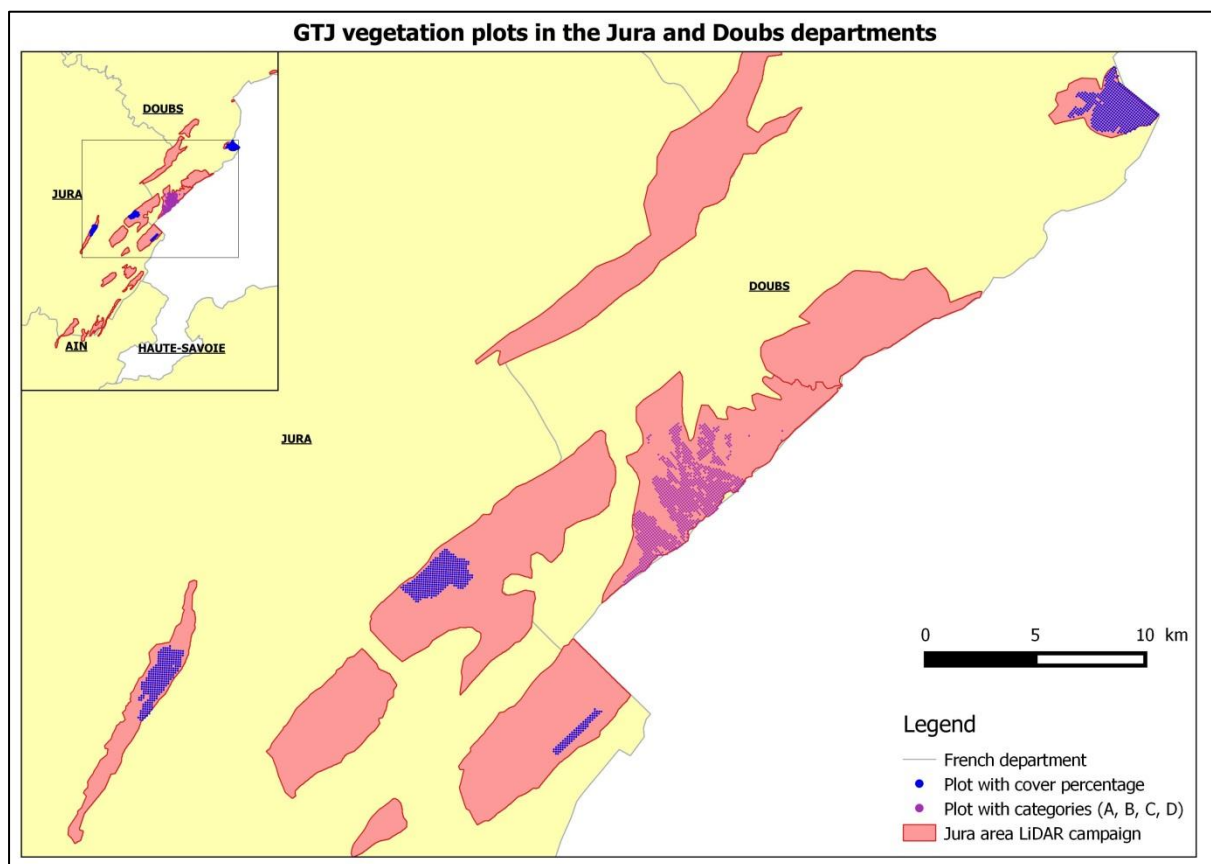 GTJ vegetation plots in the Jura and Doubs departments
DOUBS
JURA
AIN
HAUTE-SAVOIE
DOUBS
JURA
0 5 10 km
Legend
French department
Plot with cover percentage
Plot with categories (A, B, C, D)
Jura area LiDAR campaign